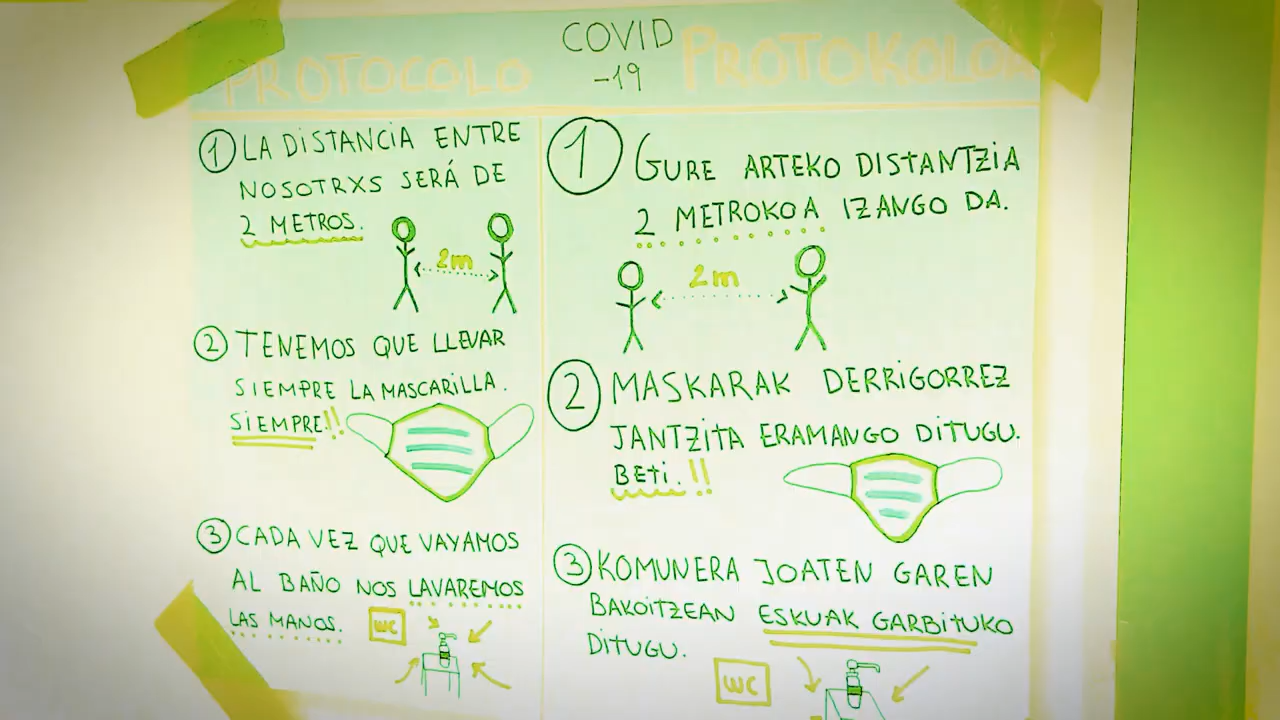 COVID
-19
PROTOCOLO
PROTOKOLOA
1 LA DISTANCIA ENTRE
NOSOTRXS SERÁ DE
2 METROS.
2m
2 TENEMOS QUE LLEVAR
SIEMPRE LA MASCARILLA.
SIEMPRE!!
3 CADA VEZ QUE VAYAMOS
AL BAÑO NOS LAVAREMOS
LAS MANOS.
WC
1 GURE ARTEKO DISTANTZIA
2 METROKOA IZANGO DA.
2m
2 MASKARAK DERRIGORREZ
JANTZITA ERAMANGO DITUGU.
BETI.!!
3 KOMUNERA JOATEN GAREN
BAKOITZEAN ESKUAK GARBITUKO
DITUGU.
WC